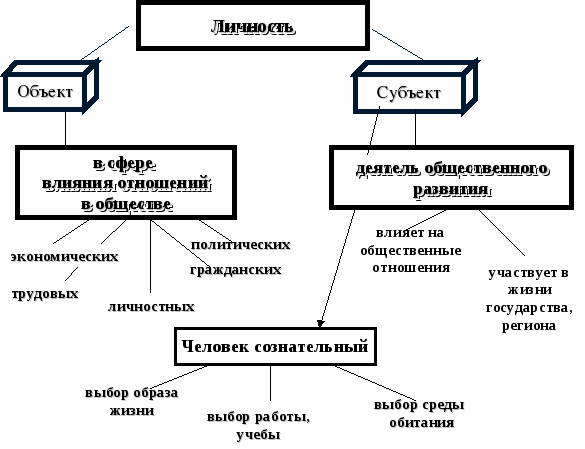 Личность
Объект
Субъект
в сфере
влияния отношений
в обществе
деятель общественного
развития
экономических
трудовых
личностных
политических
гражданских
влияет на
общественные
отношения
участвует в
жизни
государства,
региона
Человек сознательный
выбор образа
жизни
выбор работы,
учебы
выбор среды
обитания